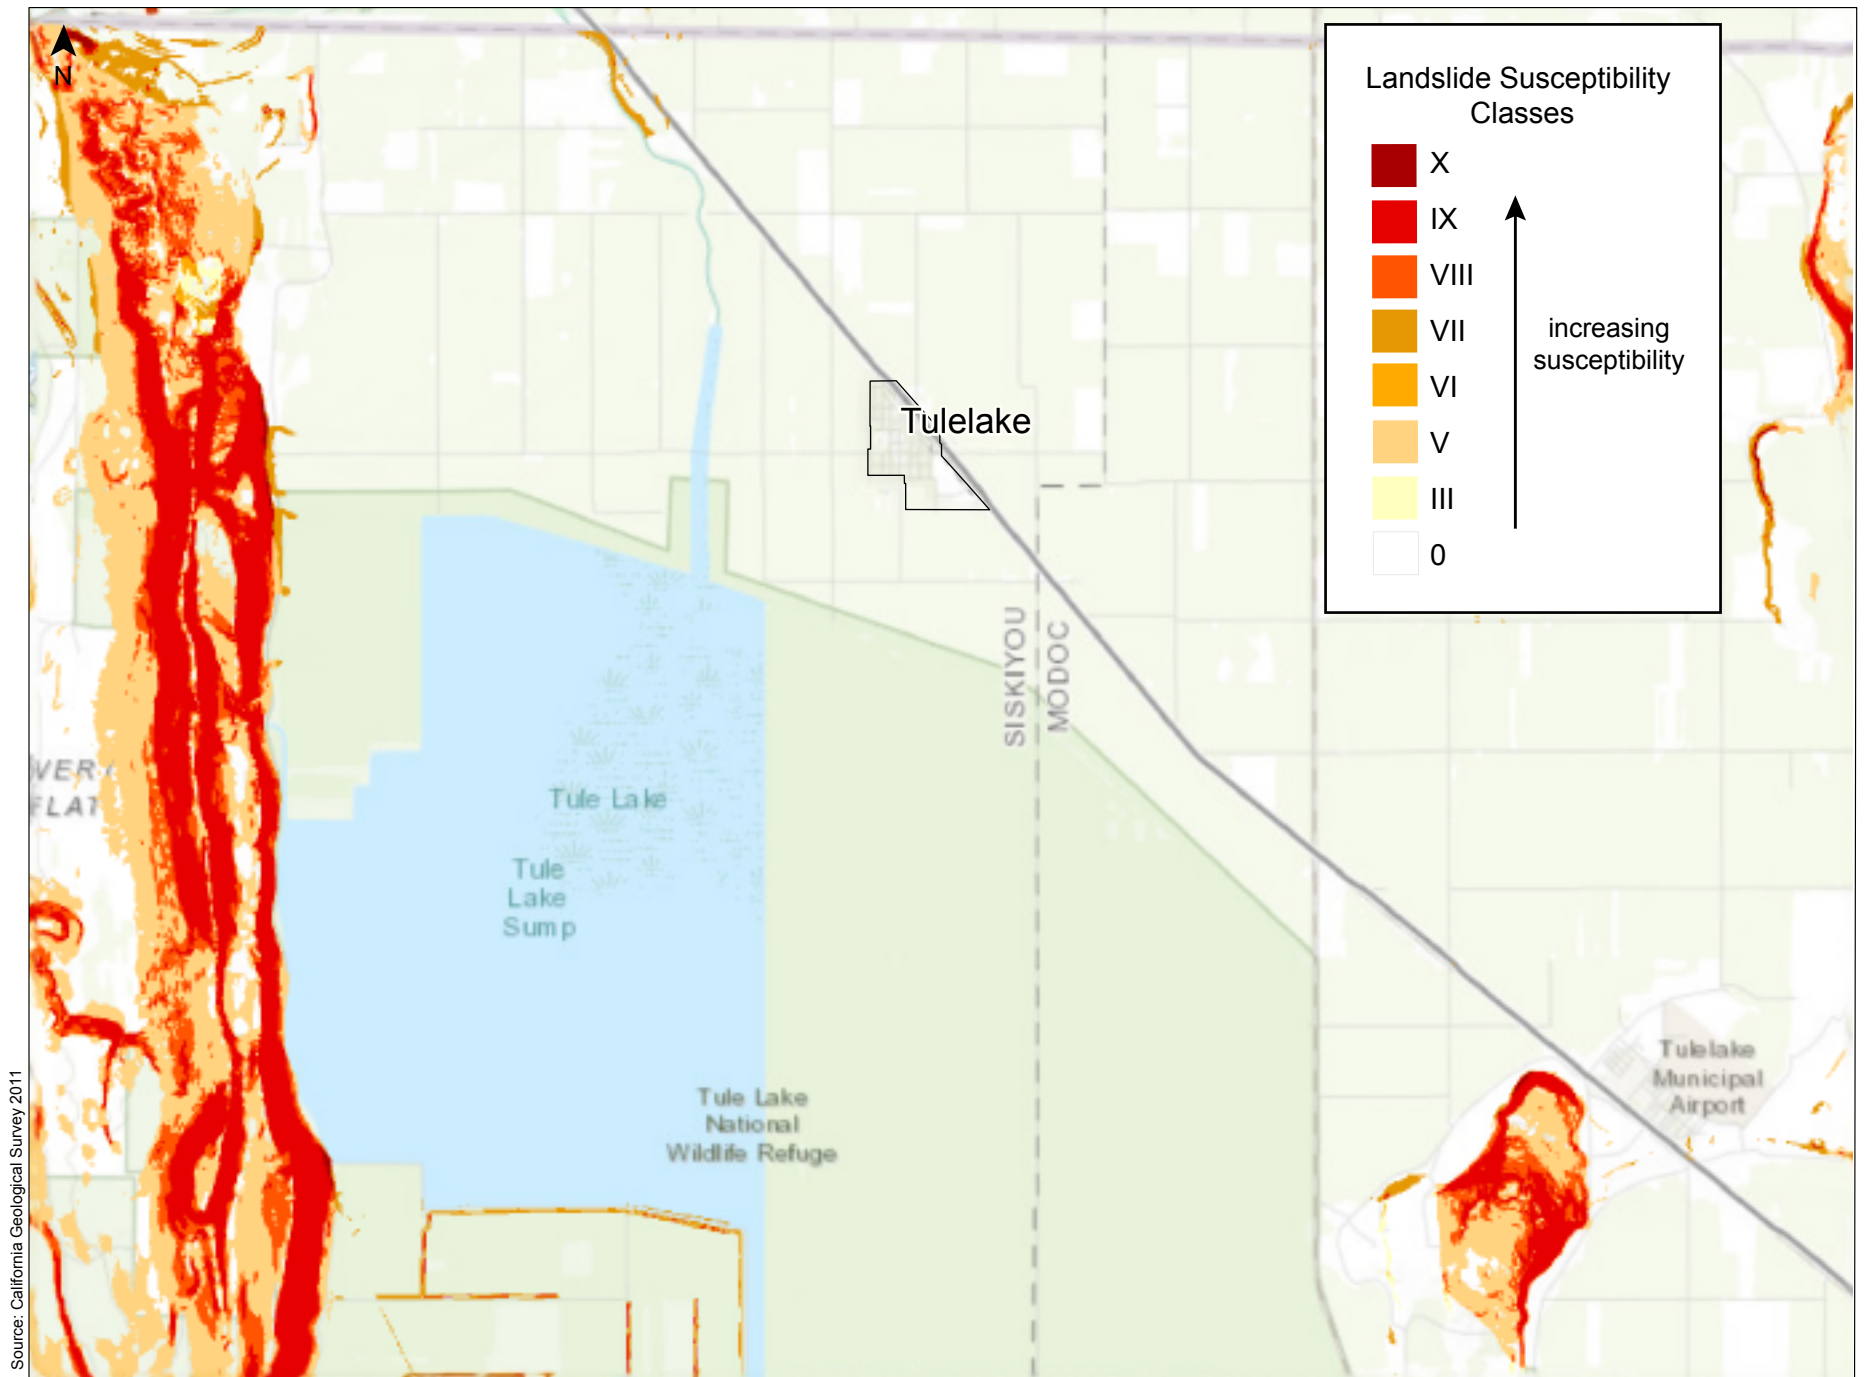 N
Landslide Susceptibility
Classes
X
IX
VIII
VII
VI
V
III
0
increasing
susceptibility
Tulelake
SISKIYOU
MODOC
FLAT
Tule Lake
Tule
Lake
Sump
Tule Lake
National
Wildlife Refuge
Tulelake
Municipal
Airport
Source: California Geological Survey 2011